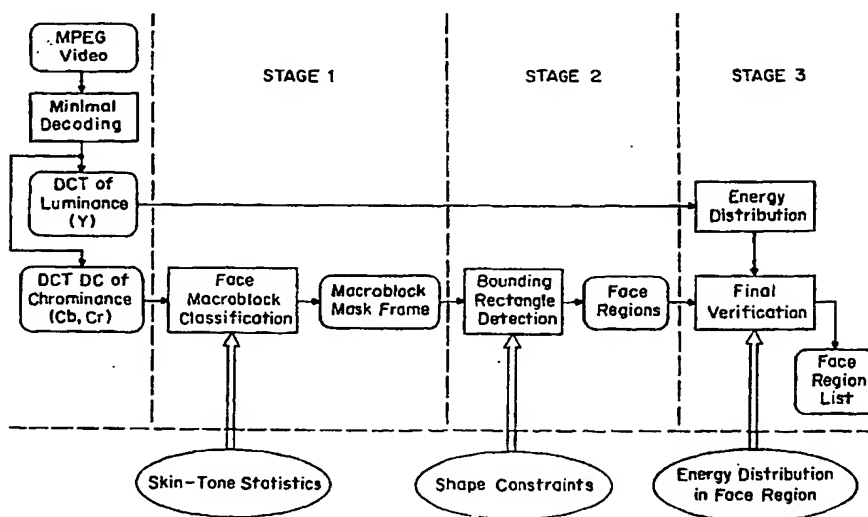 MPEG
Video
STAGE 1
STAGE 2
STAGE 3
Minimal
Decoding
DCT of
Luminance
(Y)
Energy
Distribution
DCT DC of
Chrominance
(Cb, Cr)
Face
Macroblock
Classification
Macroblock
Mask Frame
Bounding
Rectangle
Detection
Face
Regions
Final
Verification
Face
Region
List
Skin-Tone Statistics
Shape Constraints
Energy Distribution
in Face Region